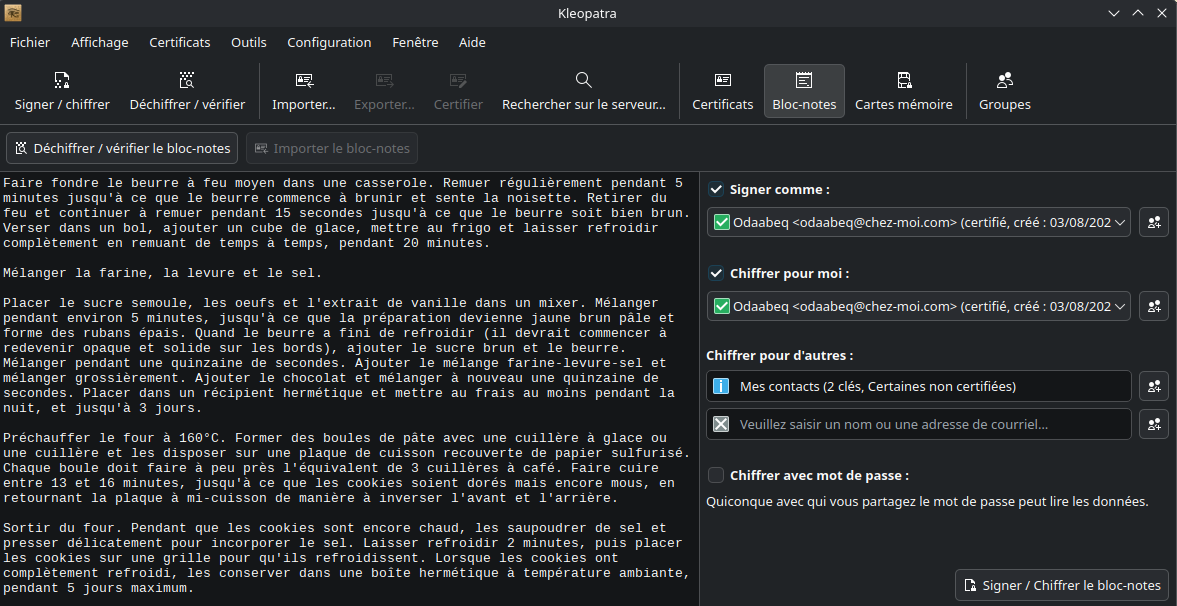 Kleopatra
Fichier Affichage Certificats Outils Configuration Fenêtre Aide
Signer / chiffrer Déchiffrer / vérifier Importer... Exporter... Certifier Rechercher sur le serveur... Certificats Bloc-notes Cartes mémoire Groupes
Déchiffrer / vérifier le bloc-notes Importer le bloc-notes
Faire fondre le beurre à feu moyen dans une casserole. Remuer régulièrement pendant 5
minutes jusqu'à ce que le beurre commence à brunir et sente la noisette. Retirer du
feu et continuer à remuer pendant 15 secondes jusqu'à ce que le beurre soit bien brun.
Verser dans un bol, ajouter un cube de glace, mettre au frigo et laisser refroidir
complètement en remuant de temps à temps, pendant 20 minutes.
Mélanger la farine, la levure et le sel.
Placer le sucre semoule, les oeufs et l'extrait de vanille dans un mixer. Mélanger
pendant environ 5 minutes, jusqu'à ce que la préparation devienne jaune brun pâle et
forme des rubans épais. Quand le beurre a fini de refroidir (il devrait commencer à
redevenir opaque et solide sur les bords), ajouter le sucre brun et le beurre.
Mélanger pendant une quinzaine de secondes. Ajouter le mélange farine-levure-sel et
mélanger grossièrement. Ajouter le chocolat et mélanger à nouveau une quinzaine de
secondes. Placer dans un récipient hermétique et mettre au frais au moins pendant la
nuit, et jusqu'à 3 jours.
Préchauffer le four à 160°C. Former des boules de pâte avec une cuillère à glace ou
une cuillère et les disposer sur une plaque de cuisson recouverte de papier sulfurisé.
Chaque boule doit faire à peu près l'équivalent de 3 cuillères à café. Faire cuire
entre 13 et 16 minutes, jusqu'à ce que les cookies soient dorés mais encore mous, en
retournant la plaque à mi-cuisson de manière à inverser l'avant et l'arrière.
Sortir du four. Pendant que les cookies sont encore chaud, les saupoudrer de sel et
presser délicatement pour incorporer le sel. Laisser refroidir 2 minutes, puis placer
les cookies sur une grille pour qu'ils refroidissent. Lorsque les cookies ont
complètement refroidi, les conserver dans une boîte hermétique à température ambiante,
pendant 5 jours maximum.
Signer comme :
Odaabeq <odaabeq@chez-moi.com> (certifié, créé : 03/08/202
Chiffrer pour moi :
Odaabeq <odaabeq@chez-moi.com> (certifié, créé : 03/08/202
Chiffrer pour d'autres :
Mes contacts (2 clés, Certaines non certifiées)
Veuillez saisir un nom ou une adresse de courriel...
Chiffrer avec mot de passe :
Quiconque avec qui vous partagez le mot de passe peut lire les données.
Signer / Chiffrer le bloc-notes